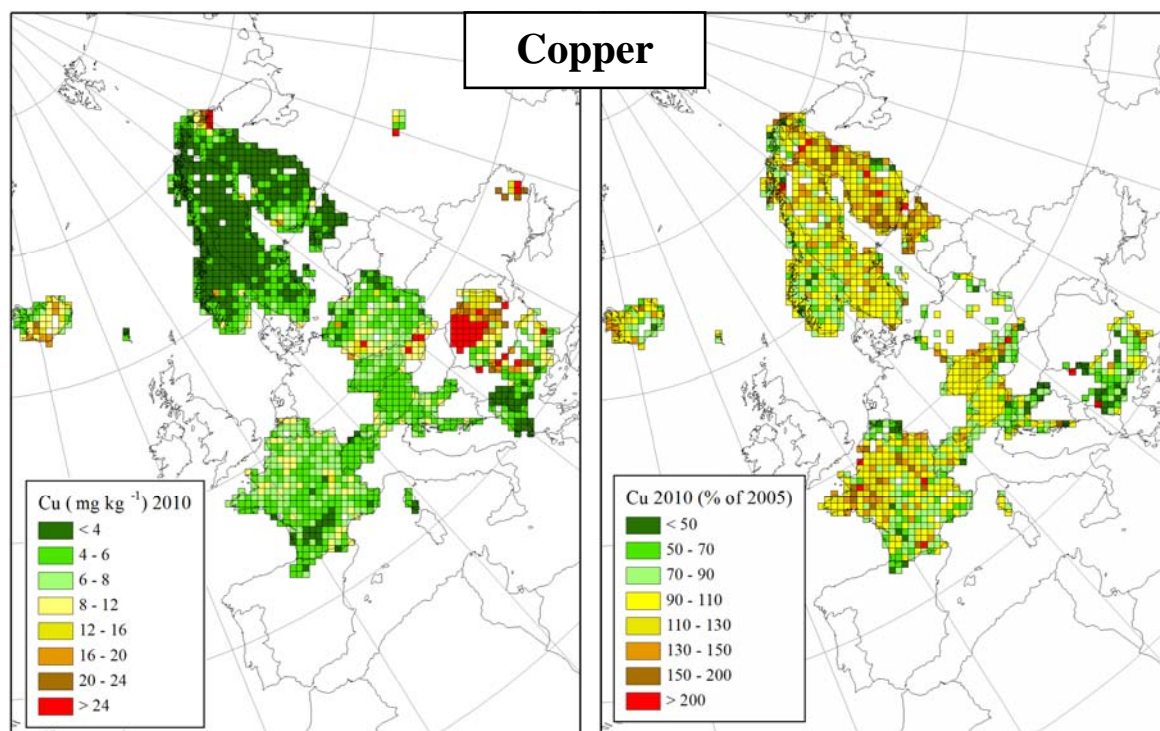 Copper
Cu ( mg kg -1) 2010
< 4
4 - 6
6 - 8
8 - 12
12 - 16
16 - 20
20 - 24
> 24
Cu 2010 (% of 2005)
< 50
50 - 70
70 - 90
90 - 110
110 - 130
130 - 150
150 - 200
> 200